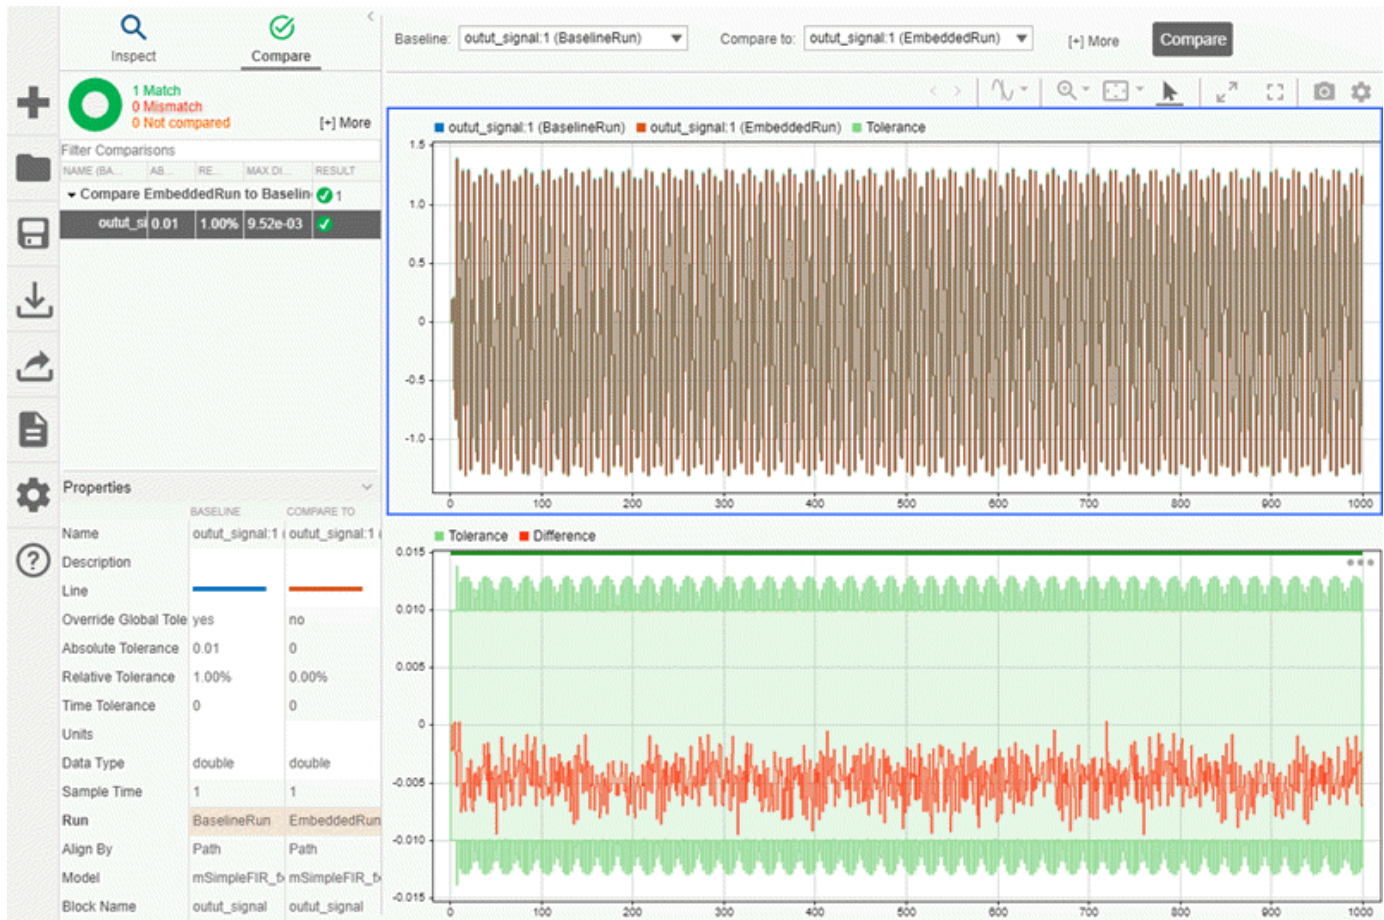 Inspect
Compare
1 Match
0 Mismatch
0 Not compared
[+] More
Filter Comparisons
NAME (BA... AB... RE... MAX DI... RESULT
Compare EmbeddedRun to Baselin 1
outut_si 0.01 1.00% 9.52e-03
Properties
BASELINE COMPARE TO
Name outut_signal:1 outut_signal:1
Description
Line
Override Global Tole yes no
Absolute Tolerance 0.01 0
Relative Tolerance 1.00% 0.00%
Time Tolerance 0 0
Units
Data Type double double
Sample Time 1 1
Run BaselineRun EmbeddedRun
Align By Path Path
Model mSimpleFIR_f mSimpleFIR_f
Block Name outut_signal outut_signal
Baseline: outut_signal:1 (BaselineRun) Compare to: outut_signal:1 (EmbeddedRun) [+] More Compare
outut_signal:1 (BaselineRun) outut_signal:1 (EmbeddedRun) Tolerance
1.5
1.0
0.5
0
-0.5
-1.0
0 100 200 300 400 500 600 700 800 900 1000
Tolerance Difference
0.015
0.010
0.005
0
-0.005
-0.010
-0.015
0 100 200 300 400 500 600 700 800 900 1000